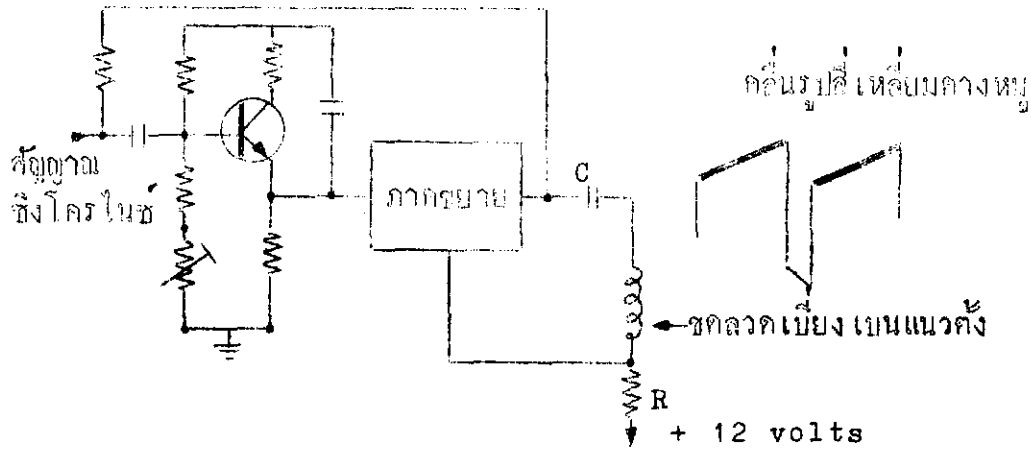 คลื่นรูปสี่เหลี่ยมคางหมู
สัญญาณ
ซิงโครไนซ์
ภาคขยาย
C
ขดลวดเบี่ยงเบนแนวตั้ง
R
+ 12 volts